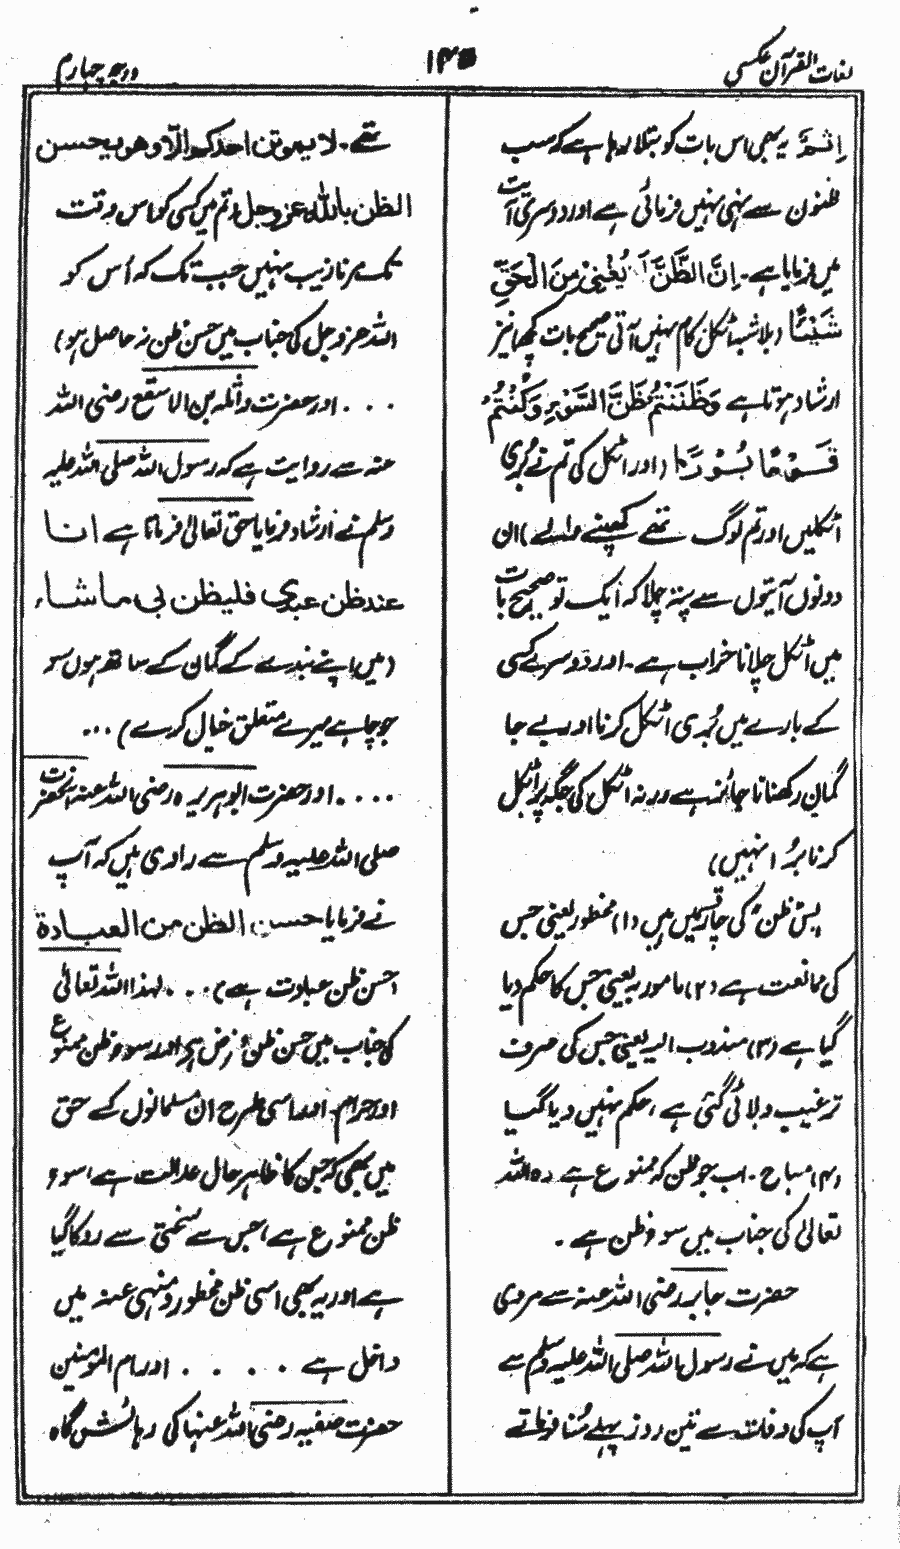 لغات القرآن عکسی
۱۴۵
درجہ چہارم
اِثْمٌ یہ بھی اس بات کو بتلا رہا ہے کہ سب
ظنون سے نہی نہیں فرمائی ہے اور دوسری آیت
میں فرمایا ہے۔ اِنَّ الظَّنَّ لَا یُغْنِیْ مِنَ الْحَقِّ
شَیْئًا (بلاشبہ اٹکل کام نہیں آتی صحیح بات کچھ) نیز
ارشاد ہوتا ہے وَظَنَنْتُمْ ظَنَّ السَّوْءِ وَکُنْتُمْ
قَوْمًا بُوْرًا (اور اٹکل کی تم نے بُری
اٹکلیں اور تم لوگ تھے کھپنے والے) ان
دونوں آیتوں سے پتہ چلا کہ ایک تو صحیح بات
میں اٹکل چلانا خراب ہے۔ اور دوسرے کسی
کے بارے میں بُری اٹکل کرنا اور بے جا
گمان رکھنا ناجائز ہے ورنہ اٹکل کی جگہ پر اٹکل
کرنا بُرا نہیں)
پس ظن کی چار قسمیں ہیں (۱) محظور یعنی جس
کی ممانعت ہے (۲) مامور بہ یعنی جس کا حکم دیا
گیا ہے (۳) مندوب الیہ یعنی جس کی صرف
ترغیب دلائی گئی ہے، حکم نہیں دیا گیا
(۴) مباح۔ اب جو ظن کہ ممنوع ہے وہ اللہ
تعالیٰ کی جناب میں سوء ظن ہے۔
حضرت جابر رضی اللہ عنہ سے مروی
ہے کہ میں نے رسول اللہ صلی اللہ علیہ وسلم سے
آپ کی وفات سے تین روز پہلے سُنا فرماتے
تھے۔ لا یموتن احدکم الّا وھو یحسن
الظن باللہ عز وجل (تم میں کسی کو اس وقت
تک مرنا زیب نہیں جب تک کہ اُس کو
اللہ عز وجل کی جناب میں حسن ظن نہ حاصل ہو)
... اور حضرت واثلہ بن الاسقع رضی اللہ
عنہ سے روایت ہے کہ رسول اللہ صلی اللہ علیہ
وسلم نے ارشاد فرمایا حق تعالیٰ فرماتا ہے انا
عند ظن عبدی فلیظن بی ماشاء
(میں اپنے بندے کے گمان کے ساتھ ہوں سو
جو چاہے میرے متعلق خیال کرے) ...
.... اور حضرت ابوہریرہ رضی اللہ عنہ آنحضرت
صلی اللہ علیہ وسلم سے راوی ہیں کہ آپ
نے فرمایا حسن الظن من العبادة
(حسن ظن عبادت ہے) ... لہٰذا اللہ تعالیٰ
کی جناب میں حسن ظن فرض ہے اور سوء ظن ممنوع
اور حرام۔ اور اسی طرح ان مسلمانوں کے حق
میں بھی کہ جن کا ظاہر حال عدالت ہے سوء
ظن ممنوع ہے، جس سے سختی سے روکا گیا
ہے اور یہ بھی اسی ظن محظور و منہی عنہ میں
داخل ہے .... اور ام المومنین
حضرت صفیہ رضی اللہ عنہا کی رہائش گاہ